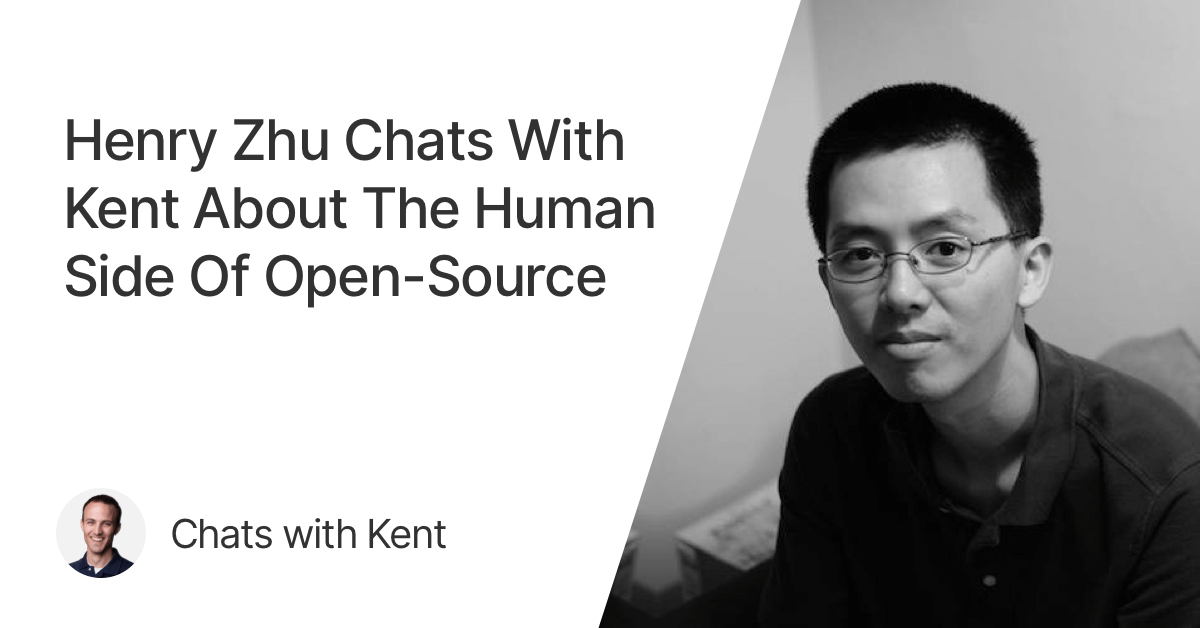 Henry Zhu Chats With
Kent About The Human
Side Of Open-Source
Chats with Kent